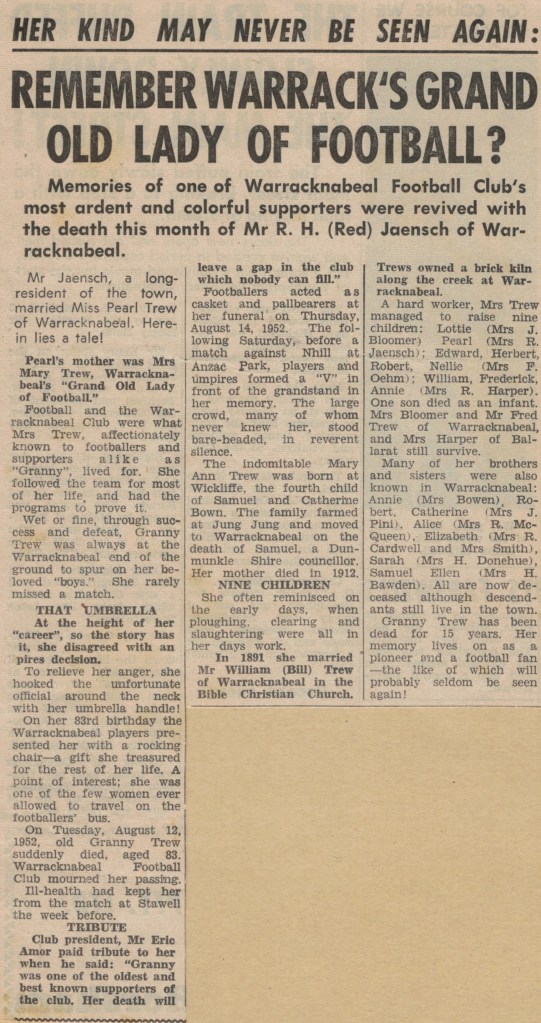 HER KIND MAY NEVER BE SEEN AGAIN:
REMEMBER WARRACK'S GRAND
OLD LADY OF FOOTBALL?
Memories of one of Warracknabeal Football Club's
most ardent and colorful supporters were revived with
the death this month of Mr R. H. (Red) Jaensch of War-
racknabeal.
Mr Jaensch, a long-
resident of the town,
married Miss Pearl Trew
of Warracknabeal. Here-
in lies a tale!
Pearl's mother was Mrs
Mary Trew, Warrackna-
beal's "Grand Old Lady
of Football."
Football and the War-
racknabeal Club were what
Mrs Trew, affectionately
known to footballers and
supporters alike as
"Granny", lived for. She
followed the team for most
of her life, and had the
programs to prove it.
Wet or fine, through suc-
cess and defeat, Granny
Trew was always at the
Warracknabeal end of the
ground to spur on her be-
loved "boys." She rarely
missed a match.
THAT UMBRELLA
At the height of her
"career", so the story has
it, she disagreed with an
pires decision.
To relieve her anger, she
hooked the unfortunate
official around the neck
with her umbrella handle!
On her 83rd birthday the
Warracknabeal players pre-
sented her with a rocking
chair—a gift she treasured
for the rest of her life. A
point of interest; she was
one of the few women ever
allowed to travel on the
footballers' bus.
On Tuesday, August 12,
1952, old Granny Trew
suddenly died, aged 83.
Warracknabeal Football
Club mourned her passing.
Ill-health had kept her
from the match at Stawell
the week before.
TRIBUTE
Club president, Mr Eric
Amor paid tribute to her
when he said: "Granny
was one of the oldest and
best known supporters of
the club. Her death will
leave a gap in the club
which nobody can fill."
Footballers acted as
casket and pallbearers at
her funeral on Thursday,
August 14, 1952. The fol-
lowing Saturday, before a
match against Nhill at
Anzac Park, players and
umpires formed a "V" in
front of the grandstand in
her memory. The large
crowd, many of whom
never knew her, stood
bare-headed, in reverent
silence.
The indomitable Mary
Ann Trew was born at
Wickliffe, the fourth child
of Samuel and Catherine
Bown. The family farmed
at Jung Jung and moved
to Warracknabeal on the
death of Samuel, a Dun-
munkle Shire councillor.
Her mother died in 1912.
NINE CHILDREN
She often reminisced on
the early days, when
ploughing, clearing and
slaughtering were all in
her days work.
In 1891 she married
Mr William (Bill) Trew
of Warracknabeal in the
Bible Christian Church.
Trews owned a brick kiln
along the creek at War-
racknabeal.
A hard worker, Mrs Trew
managed to raise nine
children: Lottie (Mrs J.
Bloomer) Pearl (Mrs R.
Jaensch); Edward, Herbert,
Robert, Nellie (Mrs F.
Oehm); William, Frederick,
Annie (Mrs R. Harper).
One son died as an infant.
Mrs Bloomer and Mr Fred
Trew of Warracknabeal,
and Mrs Harper of Bal-
larat still survive.
Many of her brothers
and sisters were also
known in Warracknabeal:
Annie (Mrs Bowen), Ro-
bert, Catherine (Mrs J.
Pini), Alice (Mrs R. Mc-
Queen), Elizabeth (Mrs R.
Cardwell and Mrs Smith),
Sarah (Mrs H. Donehue),
Samuel Ellen (Mrs H.
Bawden). All are now de-
ceased although descend-
ants still live in the town.
Granny Trew has been
dead for 15 years. Her
memory lives on as a
pioneer and a football fan
—the like of which will
probably seldom be seen
again!